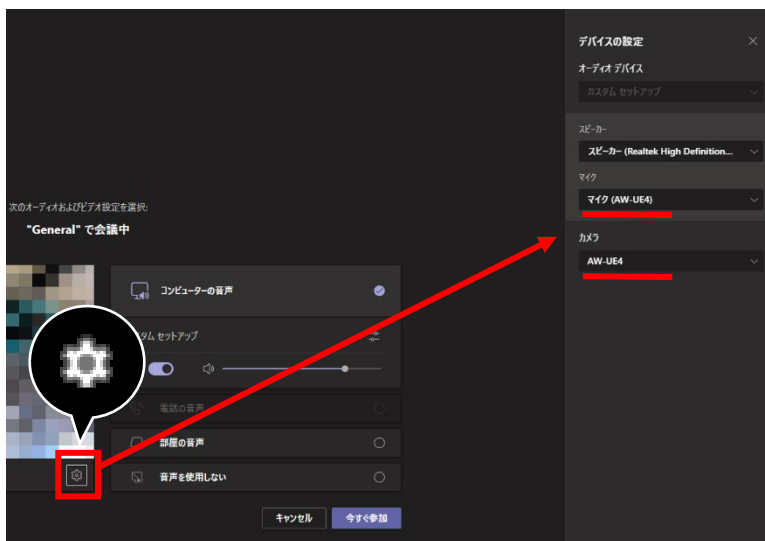 次のオーディオおよびビデオ設定を選択:
"General" で会議中
コンピューターの音声
タム セットアップ
電話の音声
部屋の音声
音声を使用しない
キャンセル
今すぐ参加
デバイスの設定
オーディオ デバイス
カスタム セットアップ
スピーカー
スピーカー (Realtek High Definition...
マイク
マイク (AW-UE4)
カメラ
AW-UE4